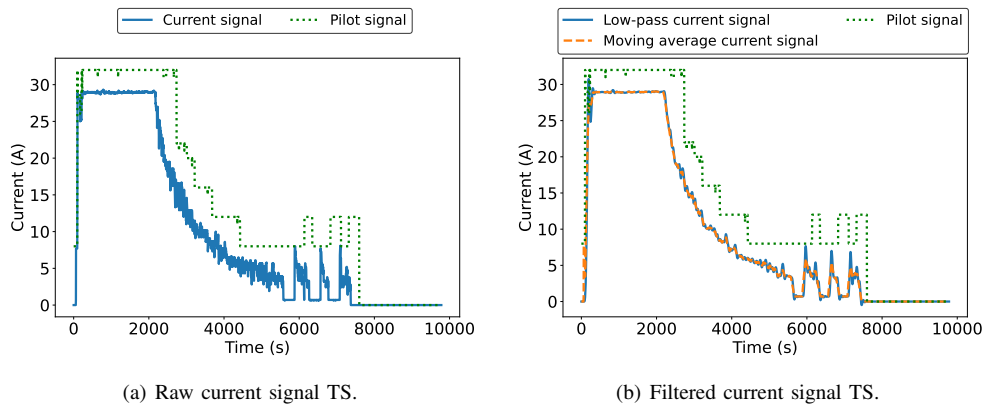 Current signal
Pilot signal
30
25
20
15
10
5
0
Current (A)
0
2000
4000
6000
8000
10000
Time (s)
(a) Raw current signal TS.
Low-pass current signal
Pilot signal
Moving average current signal
30
25
20
15
10
5
0
Current (A)
0
2000
4000
6000
8000
10000
Time (s)
(b) Filtered current signal TS.